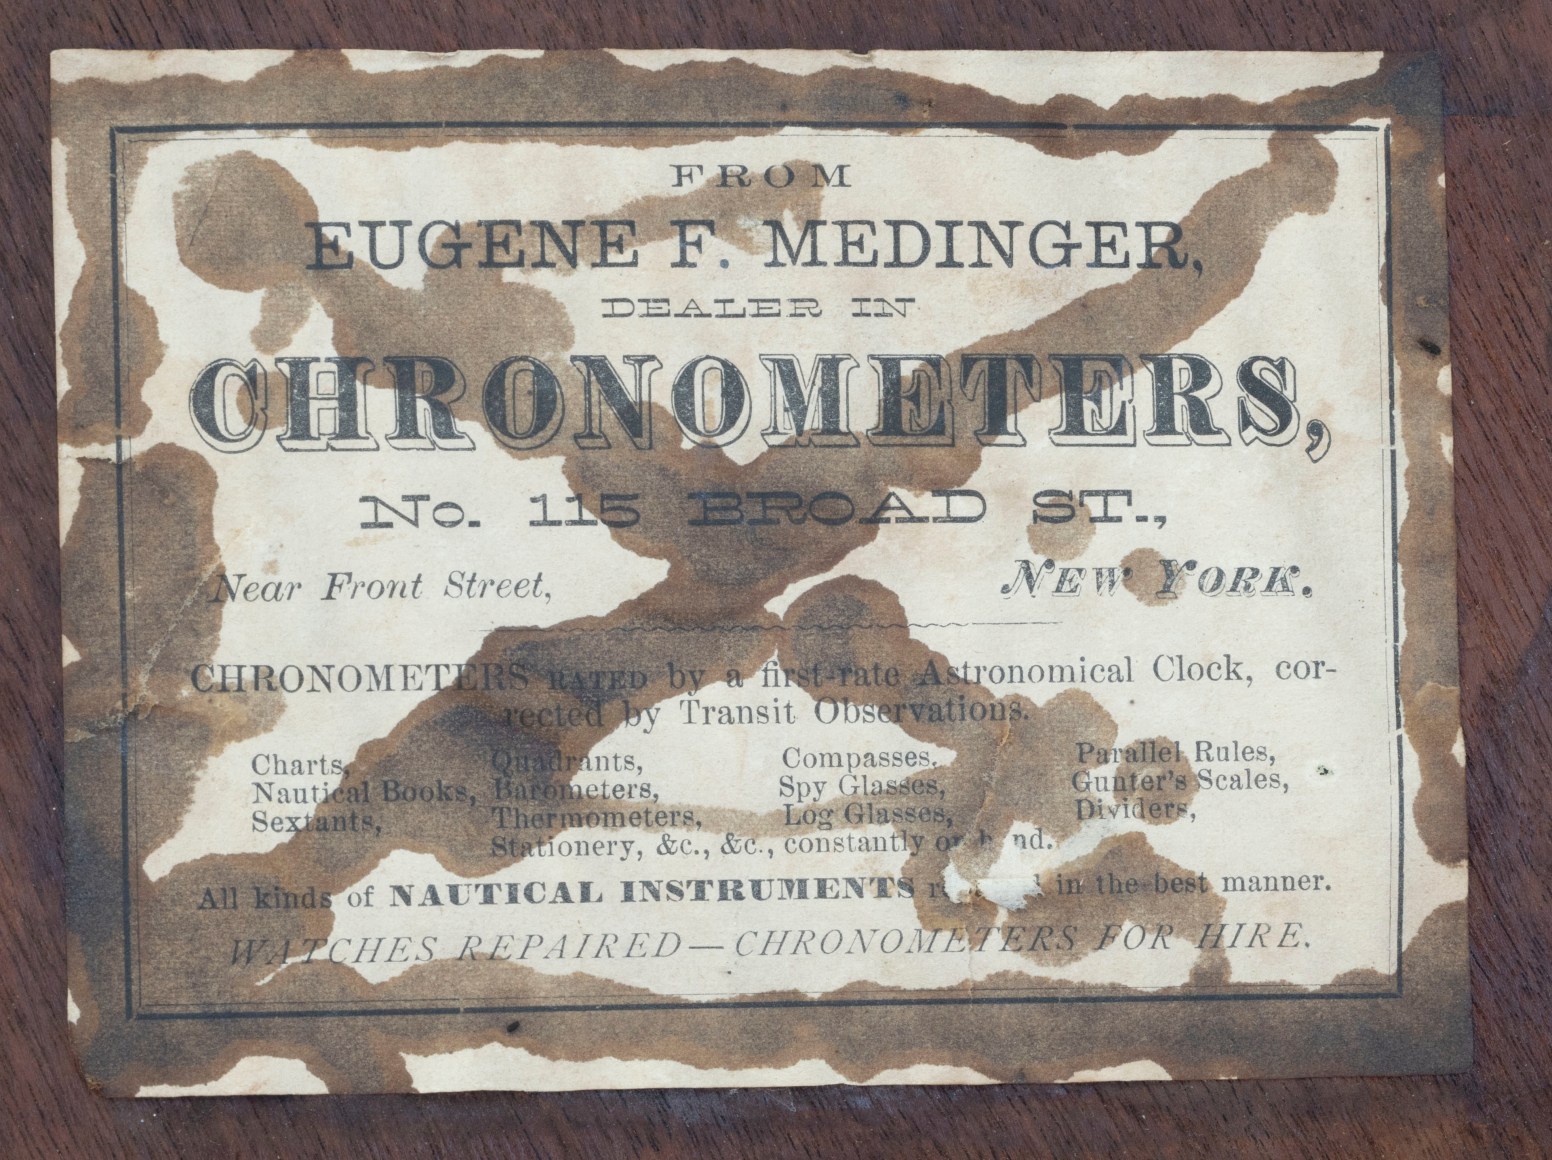 FROM
EUGENE F. MEDINGER,
DEALER IN
CHRONOMETERS,
No. 115 BROAD ST.,
Near Front Street, NEW YORK.
CHRONOMETERS RATED by a first-rate Astronomical Clock, cor-
rected by Transit Observations.
Charts, Quadrants, Compasses, Parallel Rules,
Nautical Books, Barometers, Spy Glasses, Gunter's Scales,
Sextants, Thermometers, Log Glasses, Dividers,
Stationery, &c., &c., constantly on hand.
All kinds of NAUTICAL INSTRUMENTS in the best manner.
WATCHES REPAIRED—CHRONOMETERS FOR HIRE.